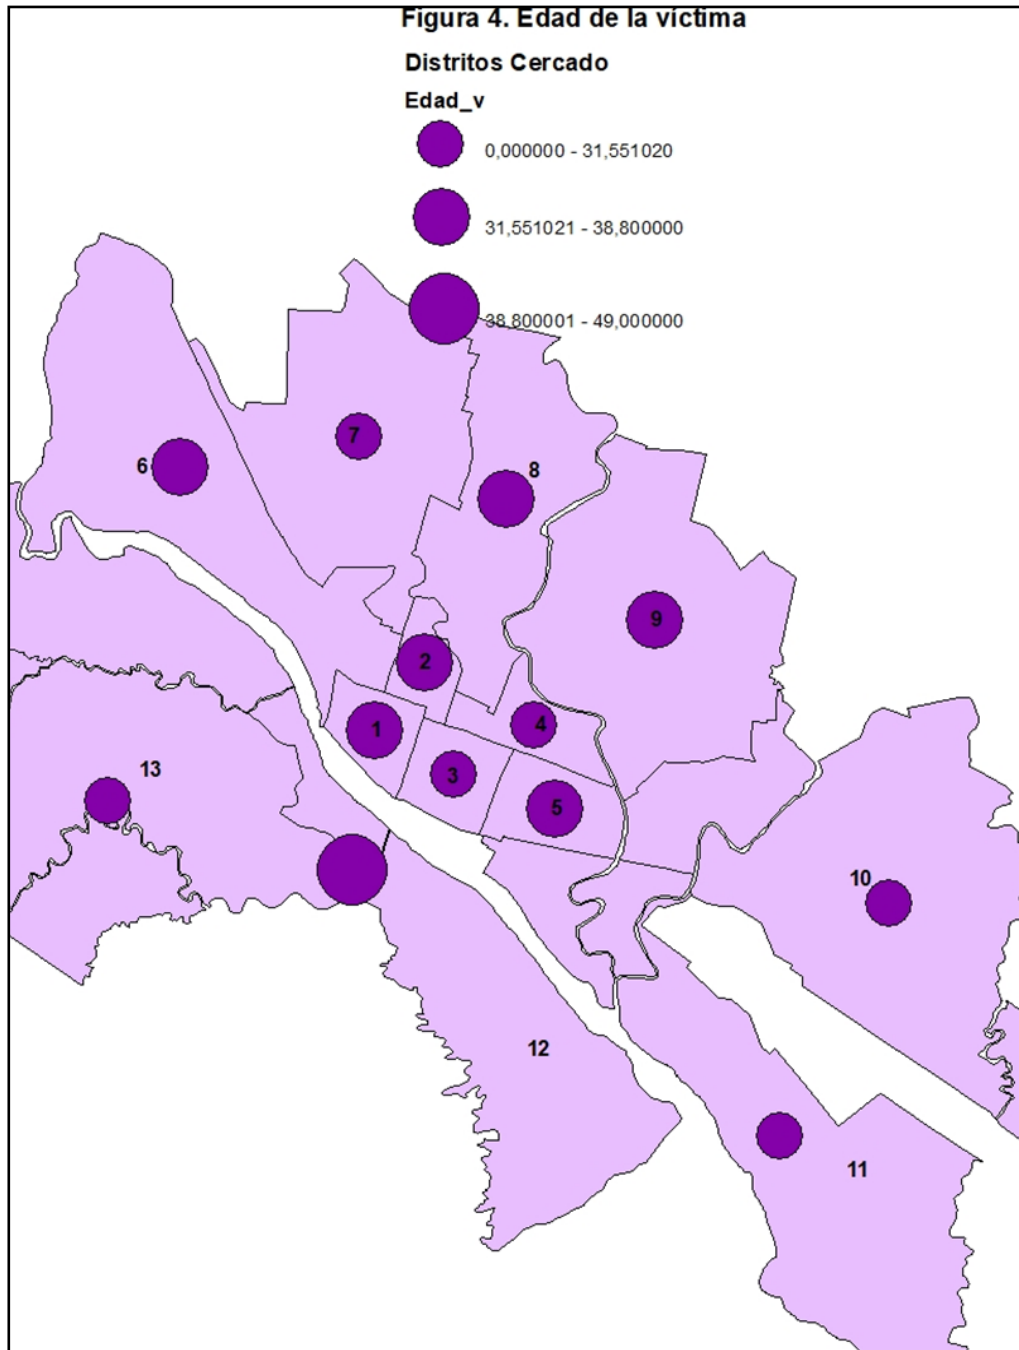 Figura 4. Edad de la víctima
Distritos Cercado
Edad_v
0,000000 - 31,551020
31,551021 - 38,800000
38,800001 - 49,000000
7
6
8
9
2
1
4
3
13
5
10
12
11